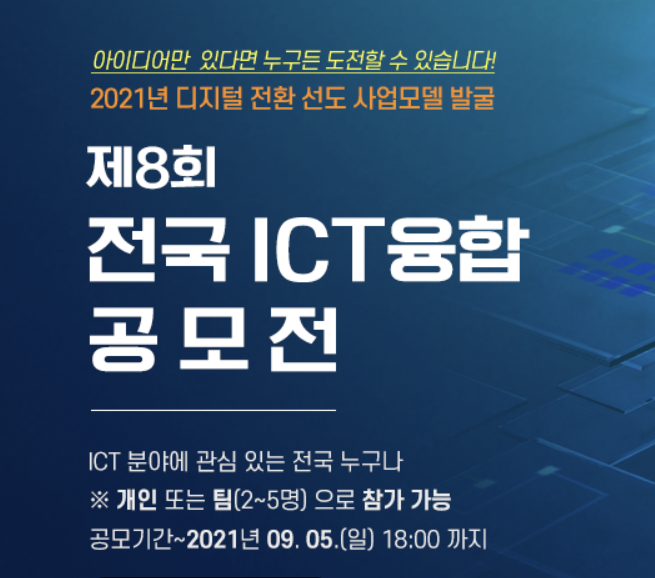 아이디어만 있다면 누구든 도전할 수 있습니다!
2021년 디지털 전환 선도 사업모델 발굴
제8회
전국 ICT융합
공모전
ICT 분야에 관심 있는 전국 누구나
※ 개인 또는 팀(2~5명) 으로 참가 가능
공모기간~2021년 09. 05.(일) 18:00 까지